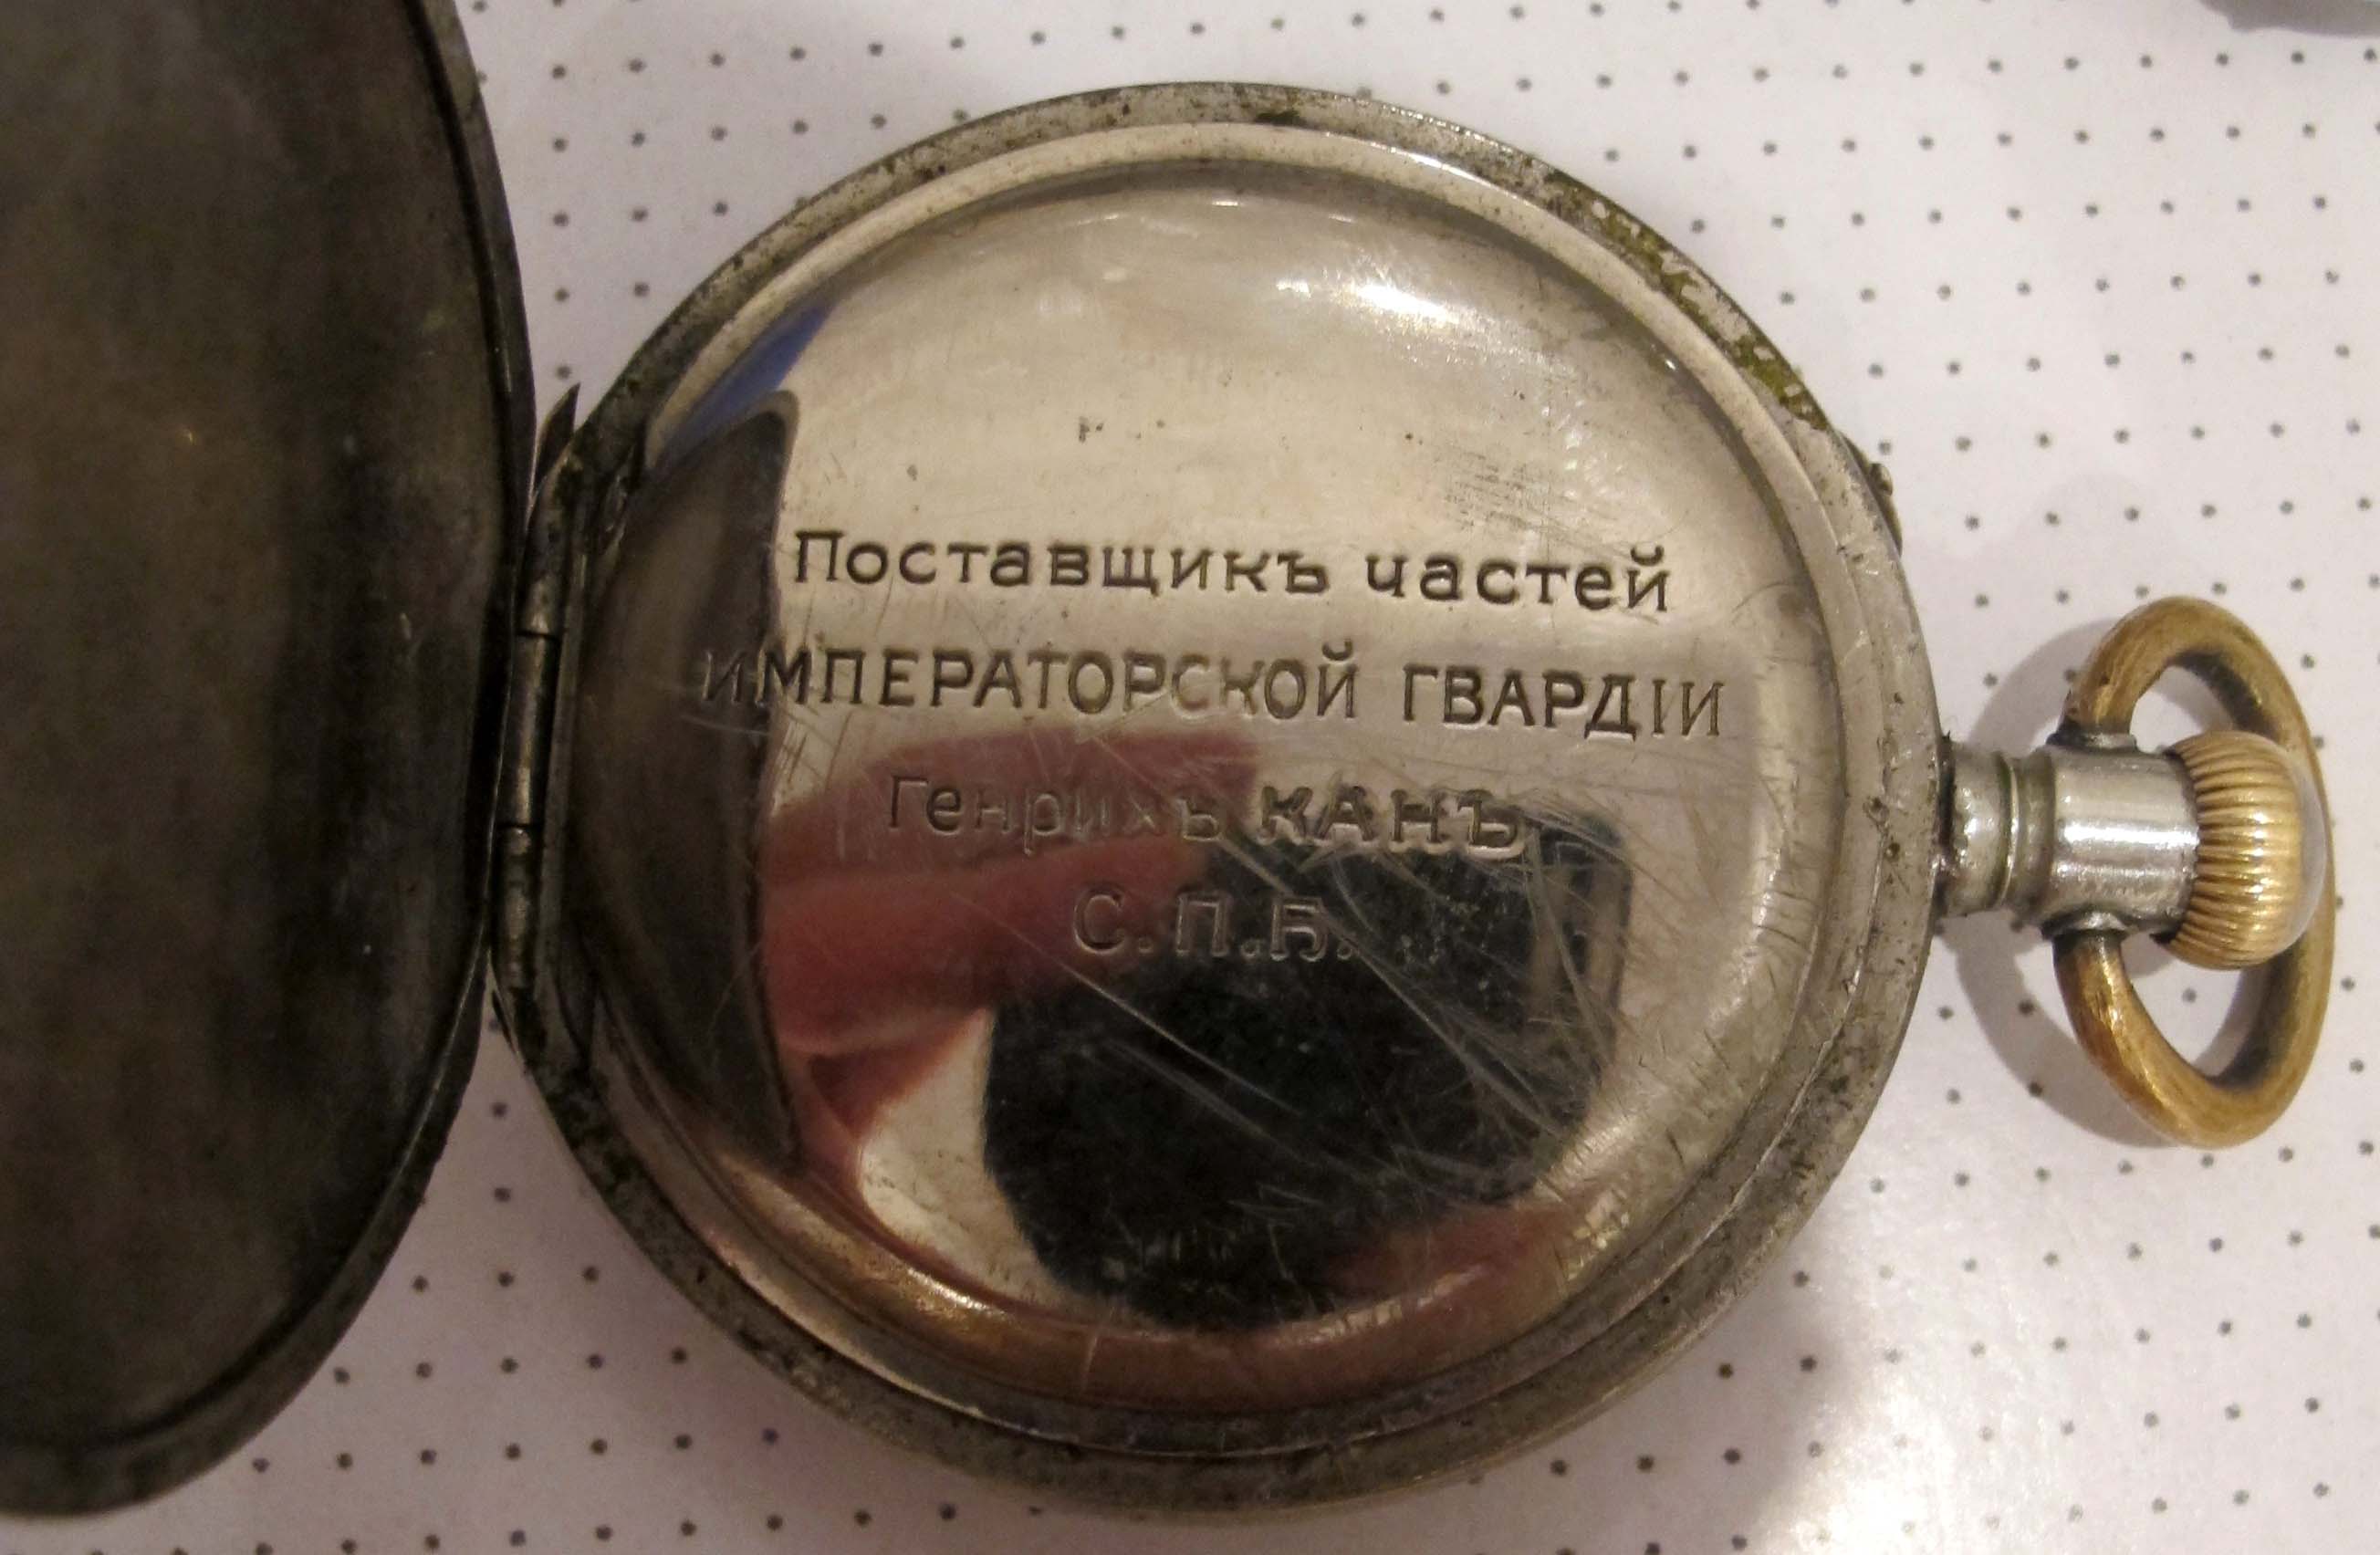 Поставщикъ частей
ИМПЕРАТОРСКОЙ ГВАРДІИ
Генрихъ КАНЪ
С.П.Б.